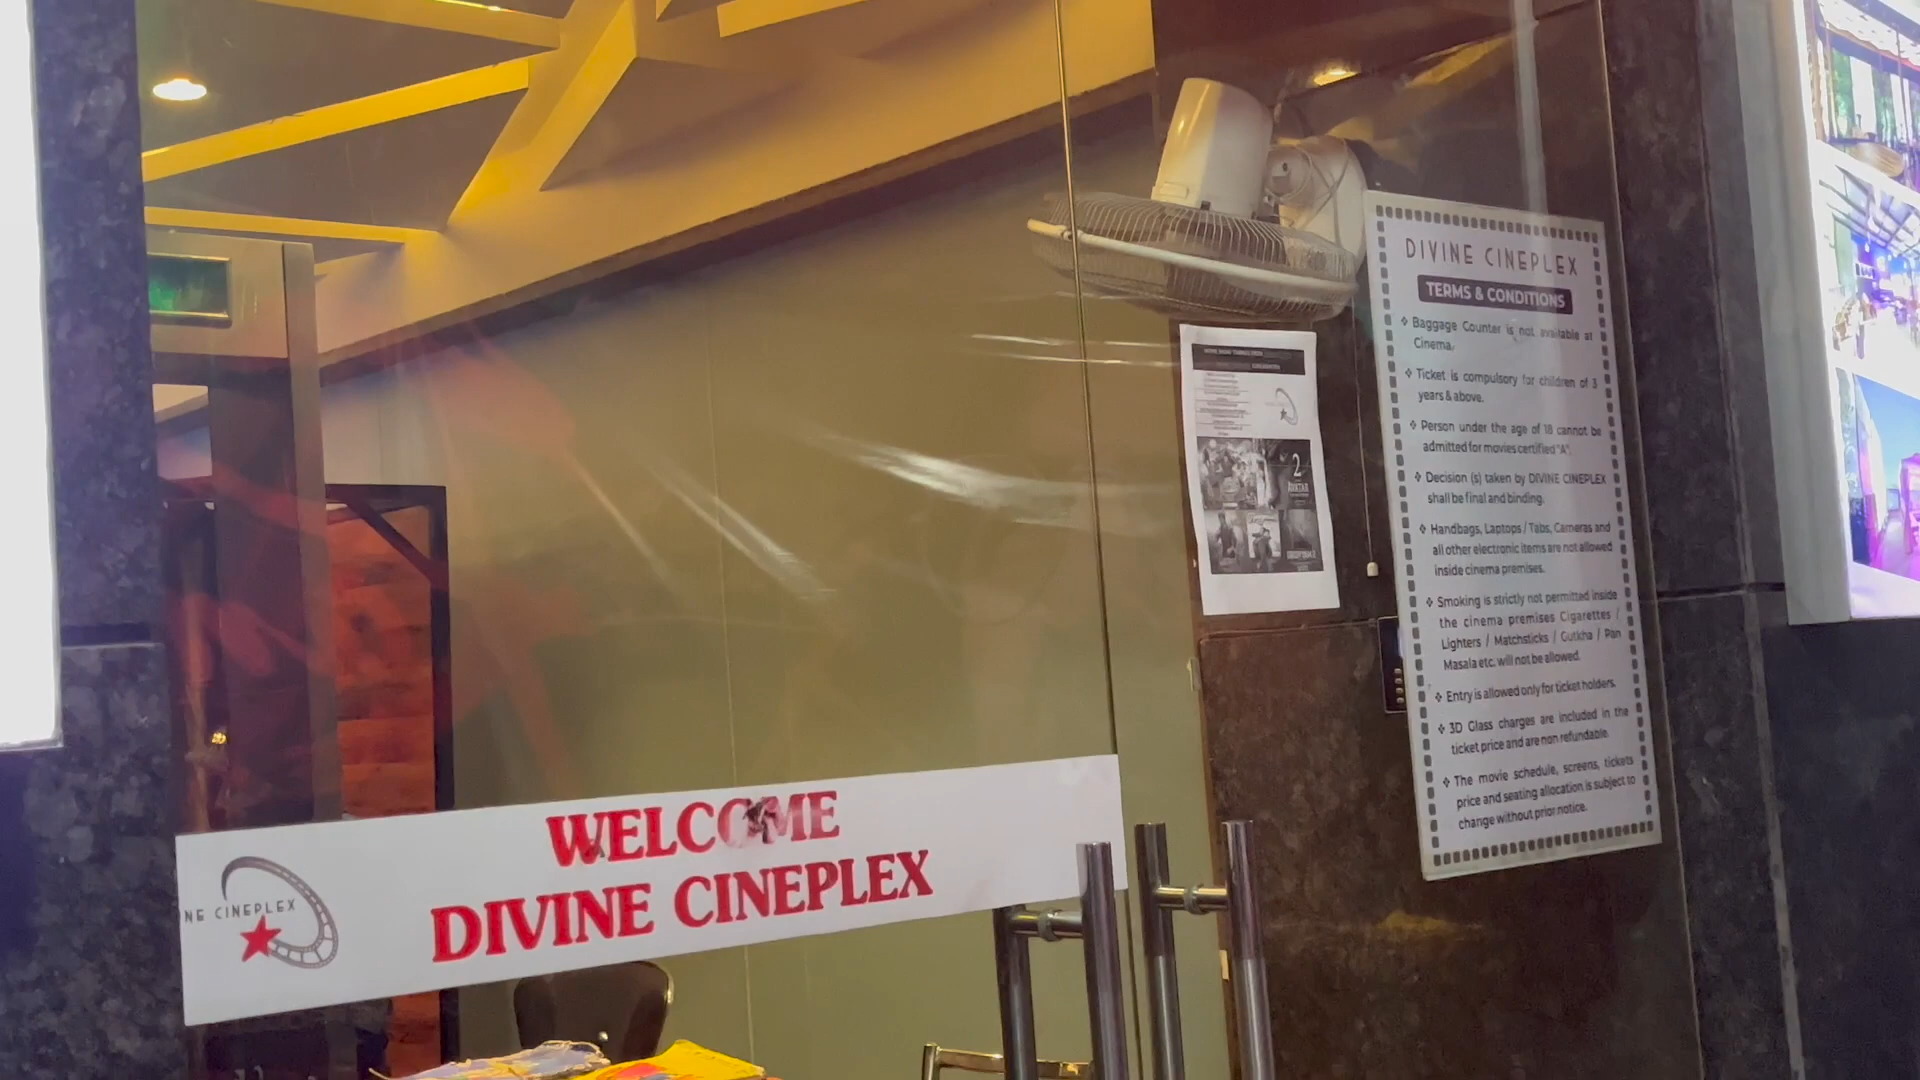 WELCOME
DIVINE CINEPLEX
NE CINEPLEX
2
AVATAR
DIVINE CINEPLEX
TERMS & CONDITIONS
❖ Baggage Counter is not available at
Cinema.
❖ Ticket is compulsory for children of 3
years & above.
❖ Person under the age of 18 cannot be
admitted for movies certified "A".
❖ Decision (s) taken by DIVINE CINEPLEX
shall be final and binding.
❖ Handbags, Laptops / Tabs, Cameras and
all other electronic items are not allowed
inside cinema premises.
❖ Smoking is strictly not permitted inside
the cinema premises Cigarettes /
Lighters / Matchsticks / Gutkha / Pan
Masala etc. will not be allowed.
❖ Entry is allowed only for ticket holders.
❖ 3D Glass charges are included in the
ticket price and are non refundable.
❖ The movie schedule, screens, tickets
price and seating allocation is subject to
change without prior notice.